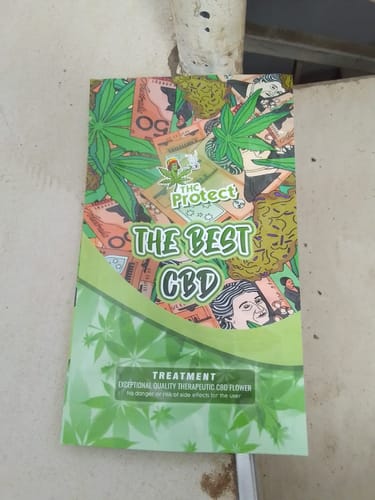 50
THC
Protect
THE BEST
CBD
TREATMENT
EXCEPTIONAL QUALITY THERAPEUTIC CBD FLOWER
No danger or risk of side effects for the user